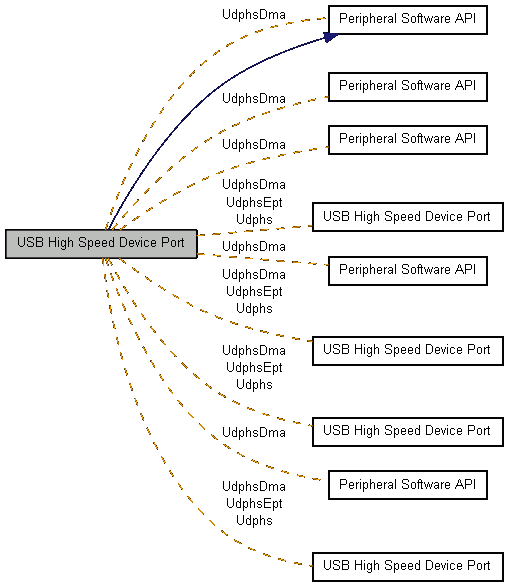 UdphsDma
Peripheral Software API
UdphsDma
Peripheral Software API
UdphsDma
Peripheral Software API
UdphsDma
UdphsEpt
Udphs
USB High Speed Device Port
USB High Speed Device Port
UdphsDma
Peripheral Software API
UdphsDma
UdphsEpt
Udphs
USB High Speed Device Port
UdphsDma
UdphsEpt
Udphs
USB High Speed Device Port
UdphsDma
Peripheral Software API
UdphsDma
UdphsEpt
Udphs
USB High Speed Device Port